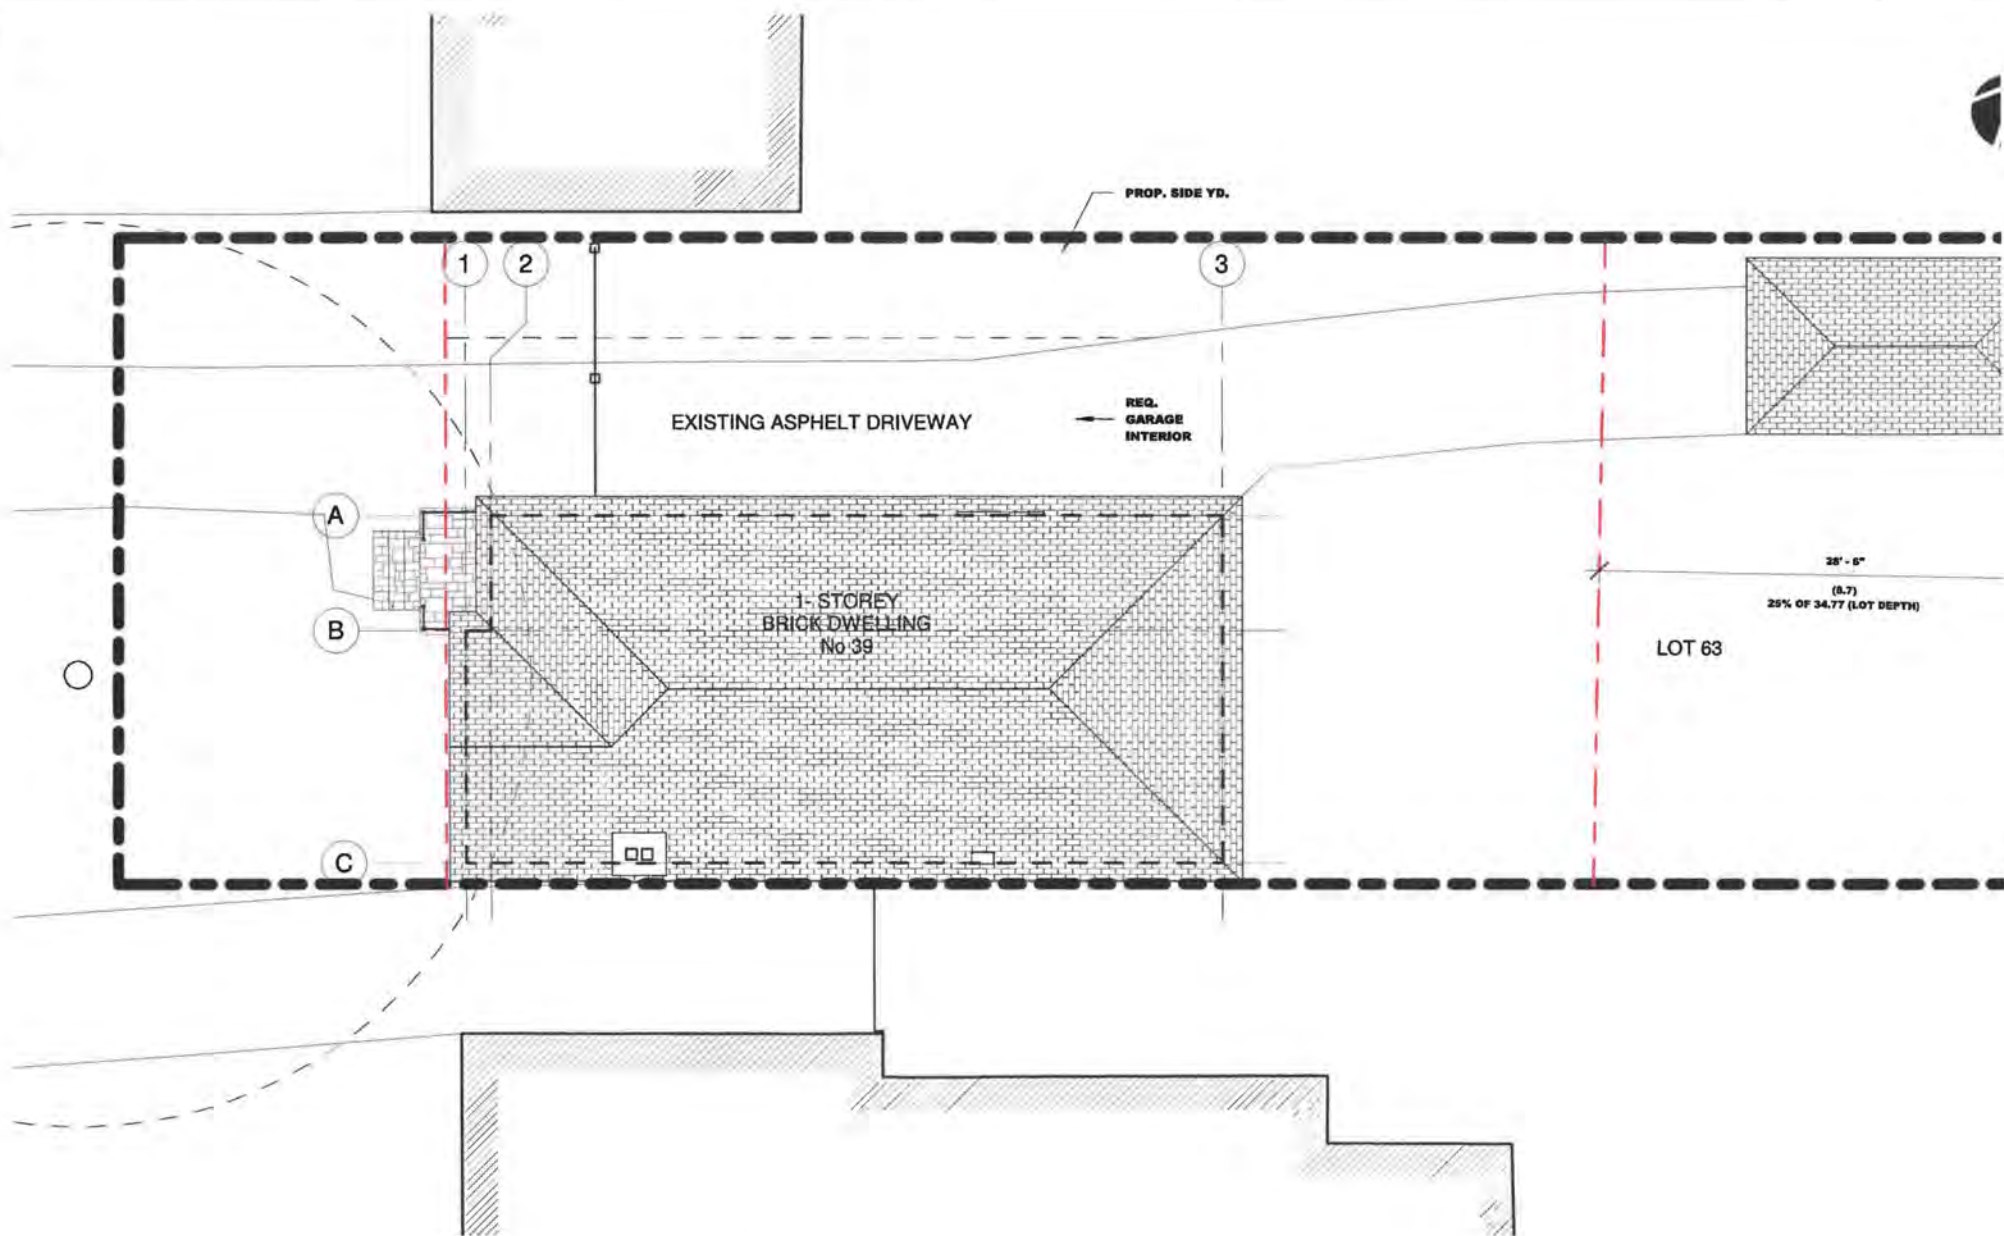 PROP. SIDE YD.
1
2
3
EXISTING ASPHELT DRIVEWAY
REQ.
GARAGE
INTERIOR
A
B
C
1- STOREY
BRICK DWELLING
No 39
28' - 6"
(8.7)
25% OF 34.77 (LOT DEPTH)
LOT 63